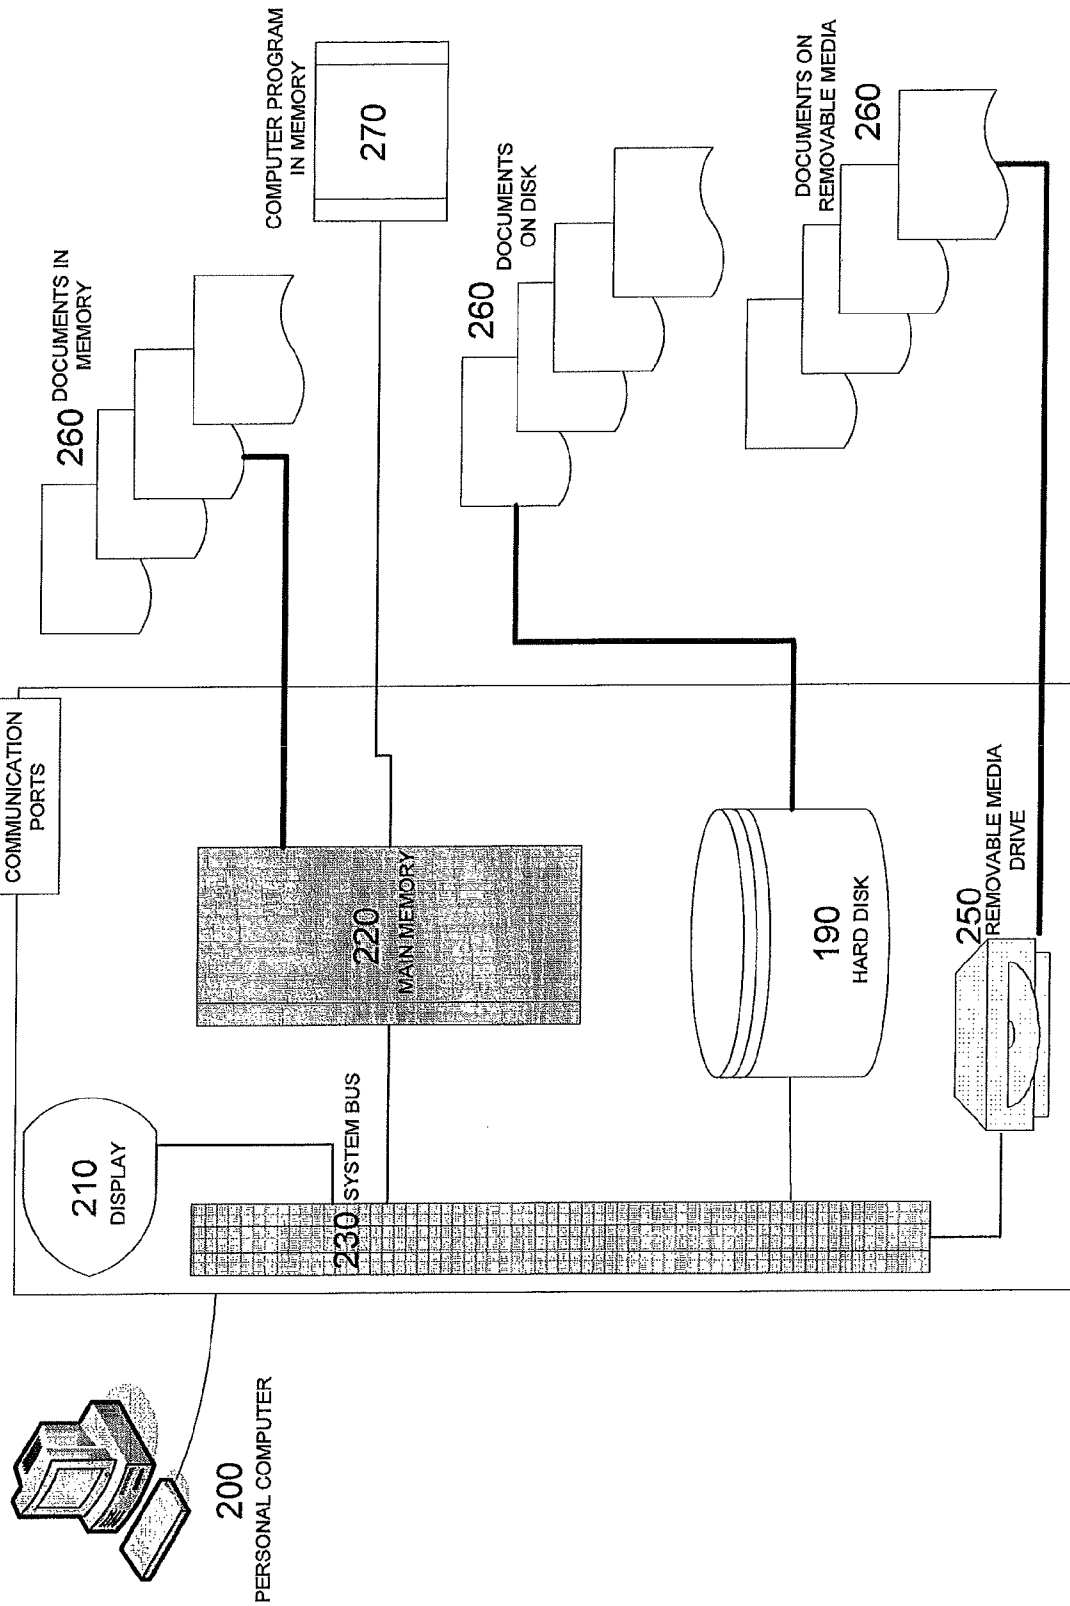 200
PERSONAL COMPUTER
210
DISPLAY
230 SYSTEM BUS
COMMUNICATION
PORTS
220
MAIN MEMORY
190
HARD DISK
250
REMOVABLE MEDIA
DRIVE
260
DOCUMENTS IN
MEMORY
COMPUTER PROGRAM
IN MEMORY
270
260
DOCUMENTS
ON DISK
DOCUMENTS ON
REMOVABLE MEDIA
260